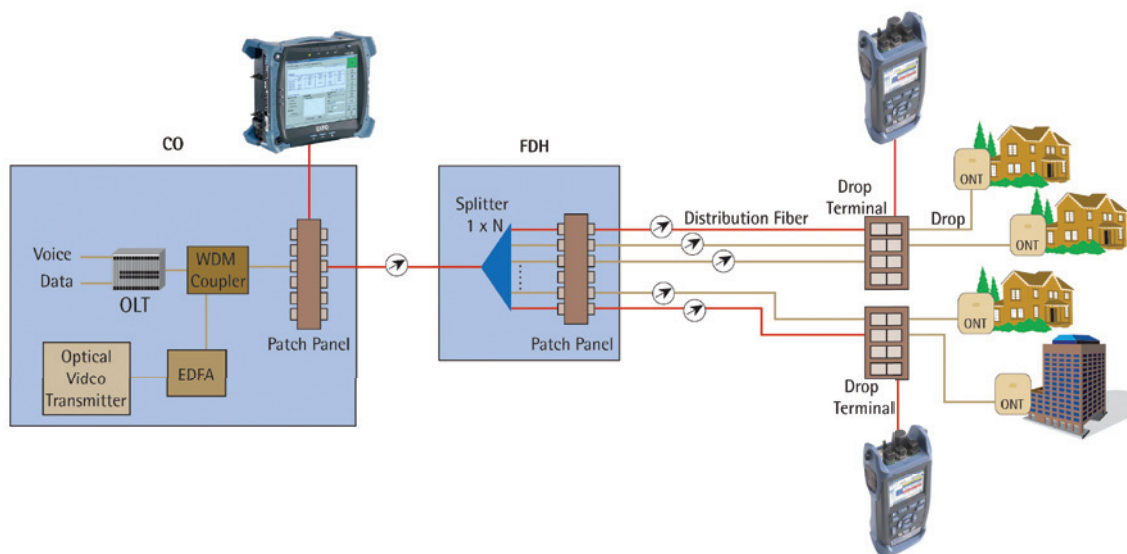 CO
FDH
Voice
Data
OLT
WDM
Coupler
Patch Panel
Optical
Vidco
Transmitter
EDFA
Splitter
1 x N
Patch Panel
Distribution Fiber
Drop
Terminal
Drop
ONT
ONT
ONT
ONT
Drop
Terminal
EXFO